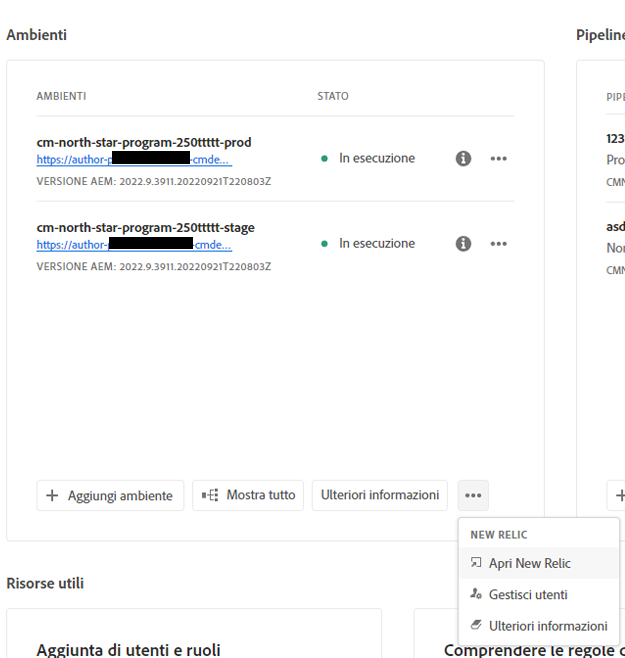 Ambienti
Pipeline
AMBIENTI
STATO
PIPE
cm-north-star-program-250ttttt-prod
https://author-p
-cmde...
In esecuzione
VERSIONE AEM: 2022.9.3911.20220921T220803Z
123
Pro
CMN
cm-north-star-program-250ttttt-stage
https://author-p
-cmde...
In esecuzione
VERSIONE AEM: 2022.9.3911.20220921T220803Z
asd
Nor
CMN
Aggiungi ambiente
Mostra tutto
Ulteriori informazioni
NEW RELIC
Apri New Relic
Gestisci utenti
Ulteriori informazioni
Risorse utili
Aggiunta di utenti e ruoli
Comprendere le regole